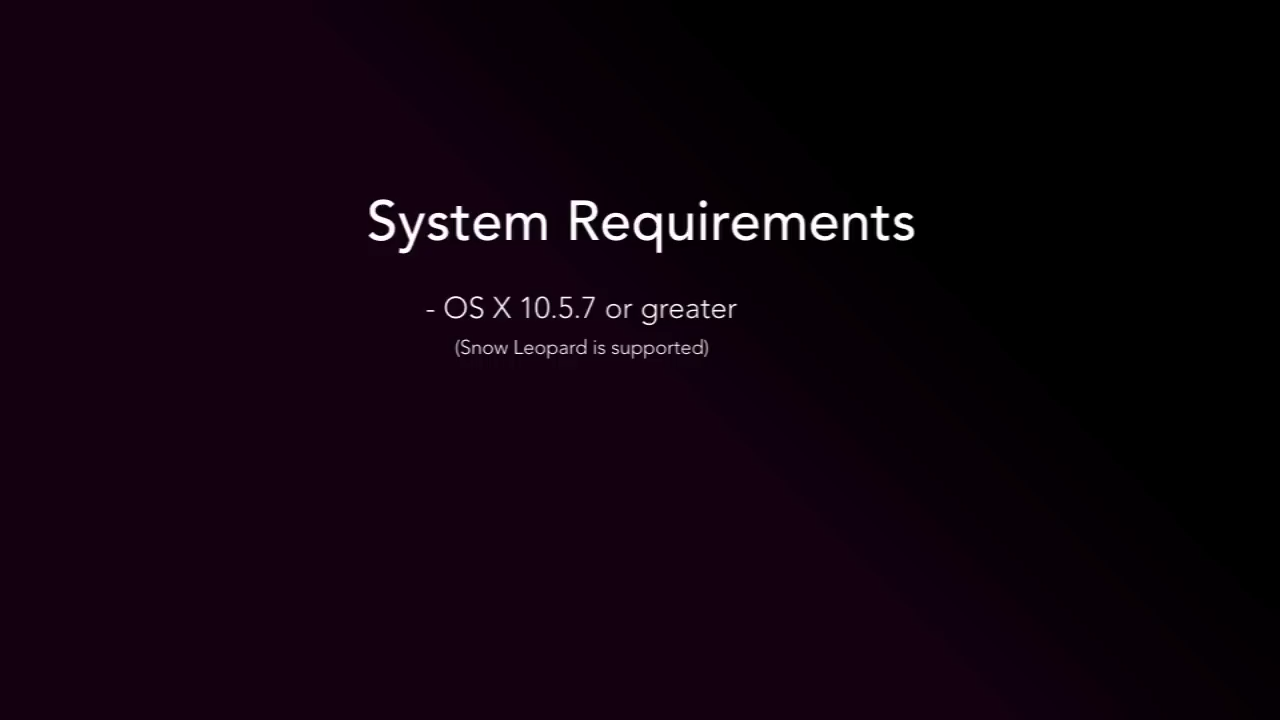 System Requirements
- OS X 10.5.7 or greater
(Snow Leopard is supported)